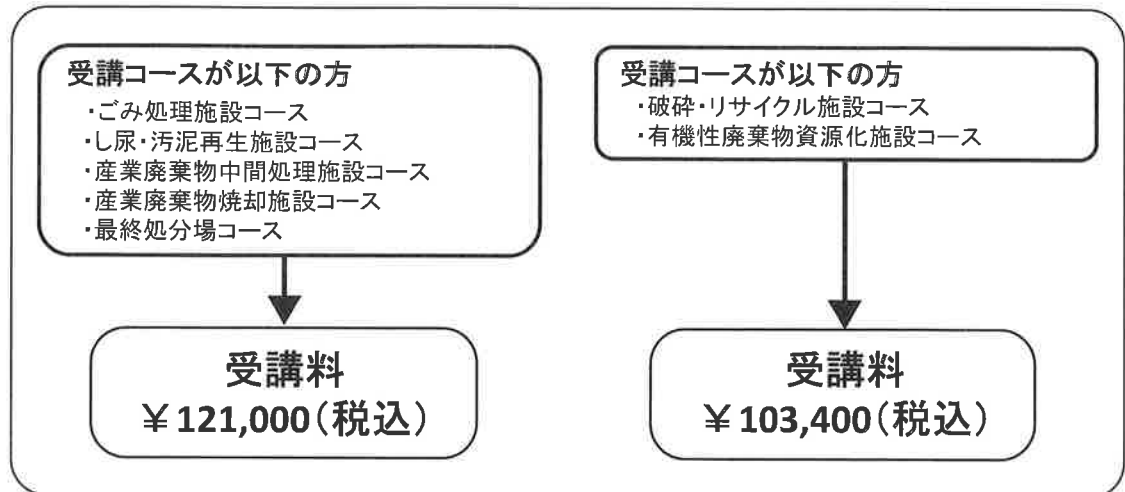 受講コースが以下の方
・ごみ処理施設コース
・し尿・汚泥再生施設コース
・産業廃棄物中間処理施設コース
・産業廃棄物焼却施設コース
・最終処分場コース
受講料
￥121,000(税込)
受講コースが以下の方
・破砕・リサイクル施設コース
・有機性廃棄物資源化施設コース
受講料
￥103,400(税込)